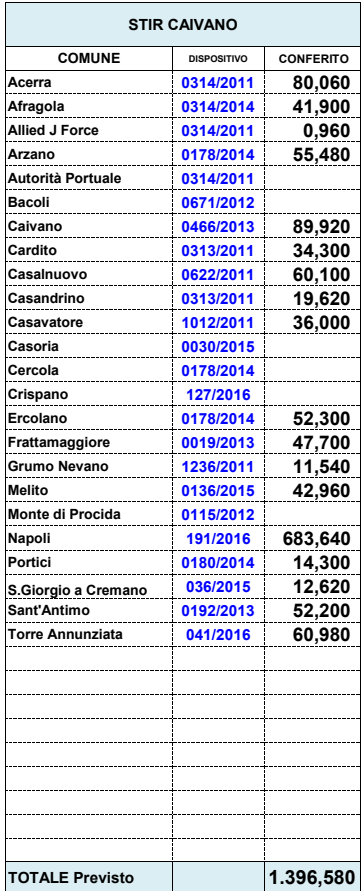 STIR CAIVANO
COMUNE DISPOSITIVO CONFERITO
Acerra 0314/2011 80,060
Afragola 0314/2014 41,900
Allied J Force 0314/2011 0,960
Arzano 0178/2014 55,480
Autorità Portuale 0314/2011
Bacoli 0671/2012
Caivano 0466/2013 89,920
Cardito 0313/2011 34,300
Casalnuovo 0622/2011 60,100
Casandrino 0313/2011 19,620
Casavatore 1012/2011 36,000
Casoria 0030/2015
Cercola 0178/2014
Crispano 127/2016
Ercolano 0178/2014 52,300
Frattamaggiore 0019/2013 47,700
Grumo Nevano 1236/2011 11,540
Melito 0136/2015 42,960
Monte di Procida 0115/2012
Napoli 191/2016 683,640
Portici 0180/2014 14,300
S.Giorgio a Cremano 036/2015 12,620
Sant'Antimo 0192/2013 52,200
Torre Annunziata 041/2016 60,980
TOTALE Previsto 1.396,580